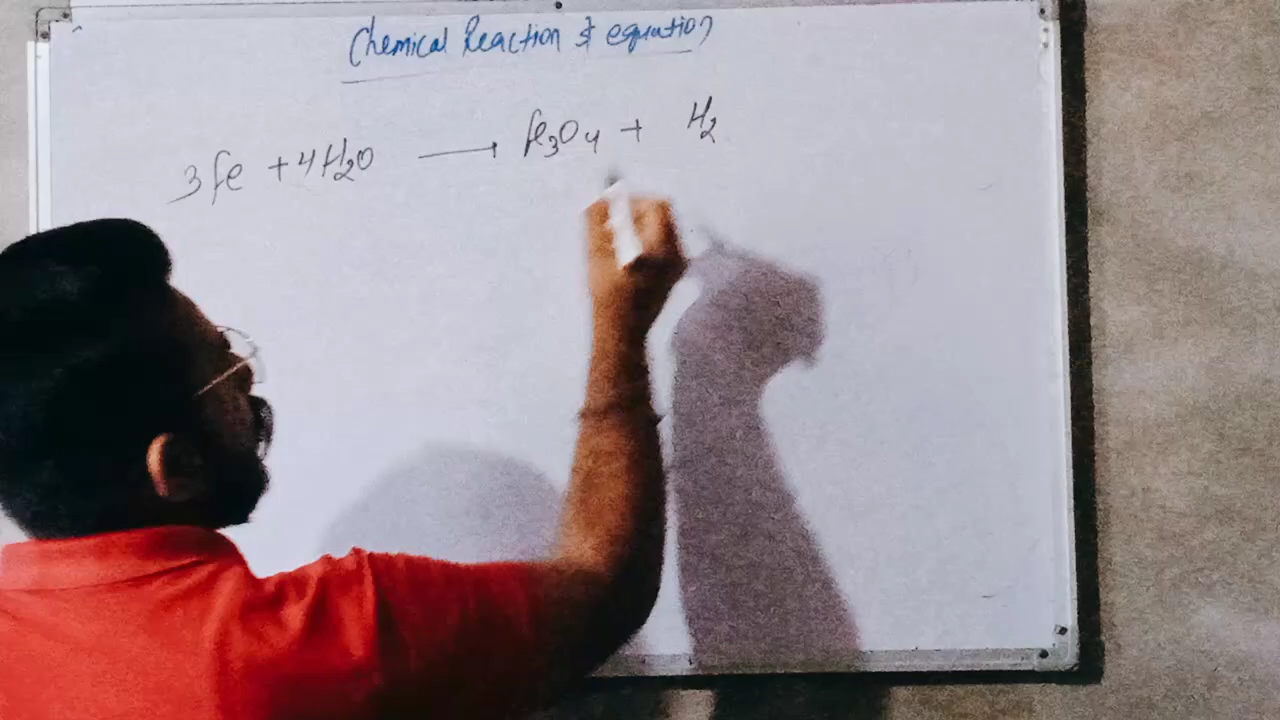 Chemical Reaction & equation
3Fe + 4H₂O ⟶ Fe₃O₄ + H₂